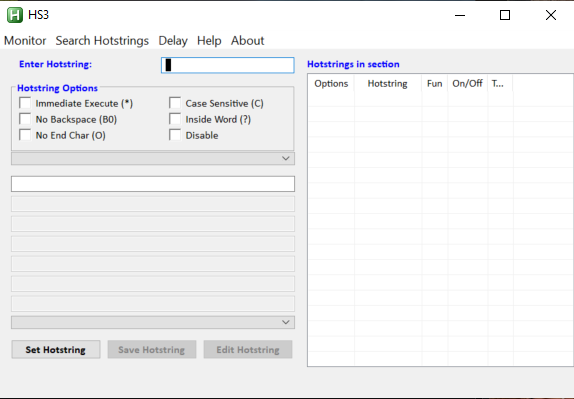 HS3
Monitor Search Hotstrings Delay Help About
Enter Hotstring:
Hotstring Options
Immediate Execute (*) Case Sensitive (C)
No Backspace (B0) Inside Word (?)
No End Char (O) Disable
Set Hotstring Save Hotstring Edit Hotstring
Hotstrings in section
Options Hotstring Fun On/Off T...